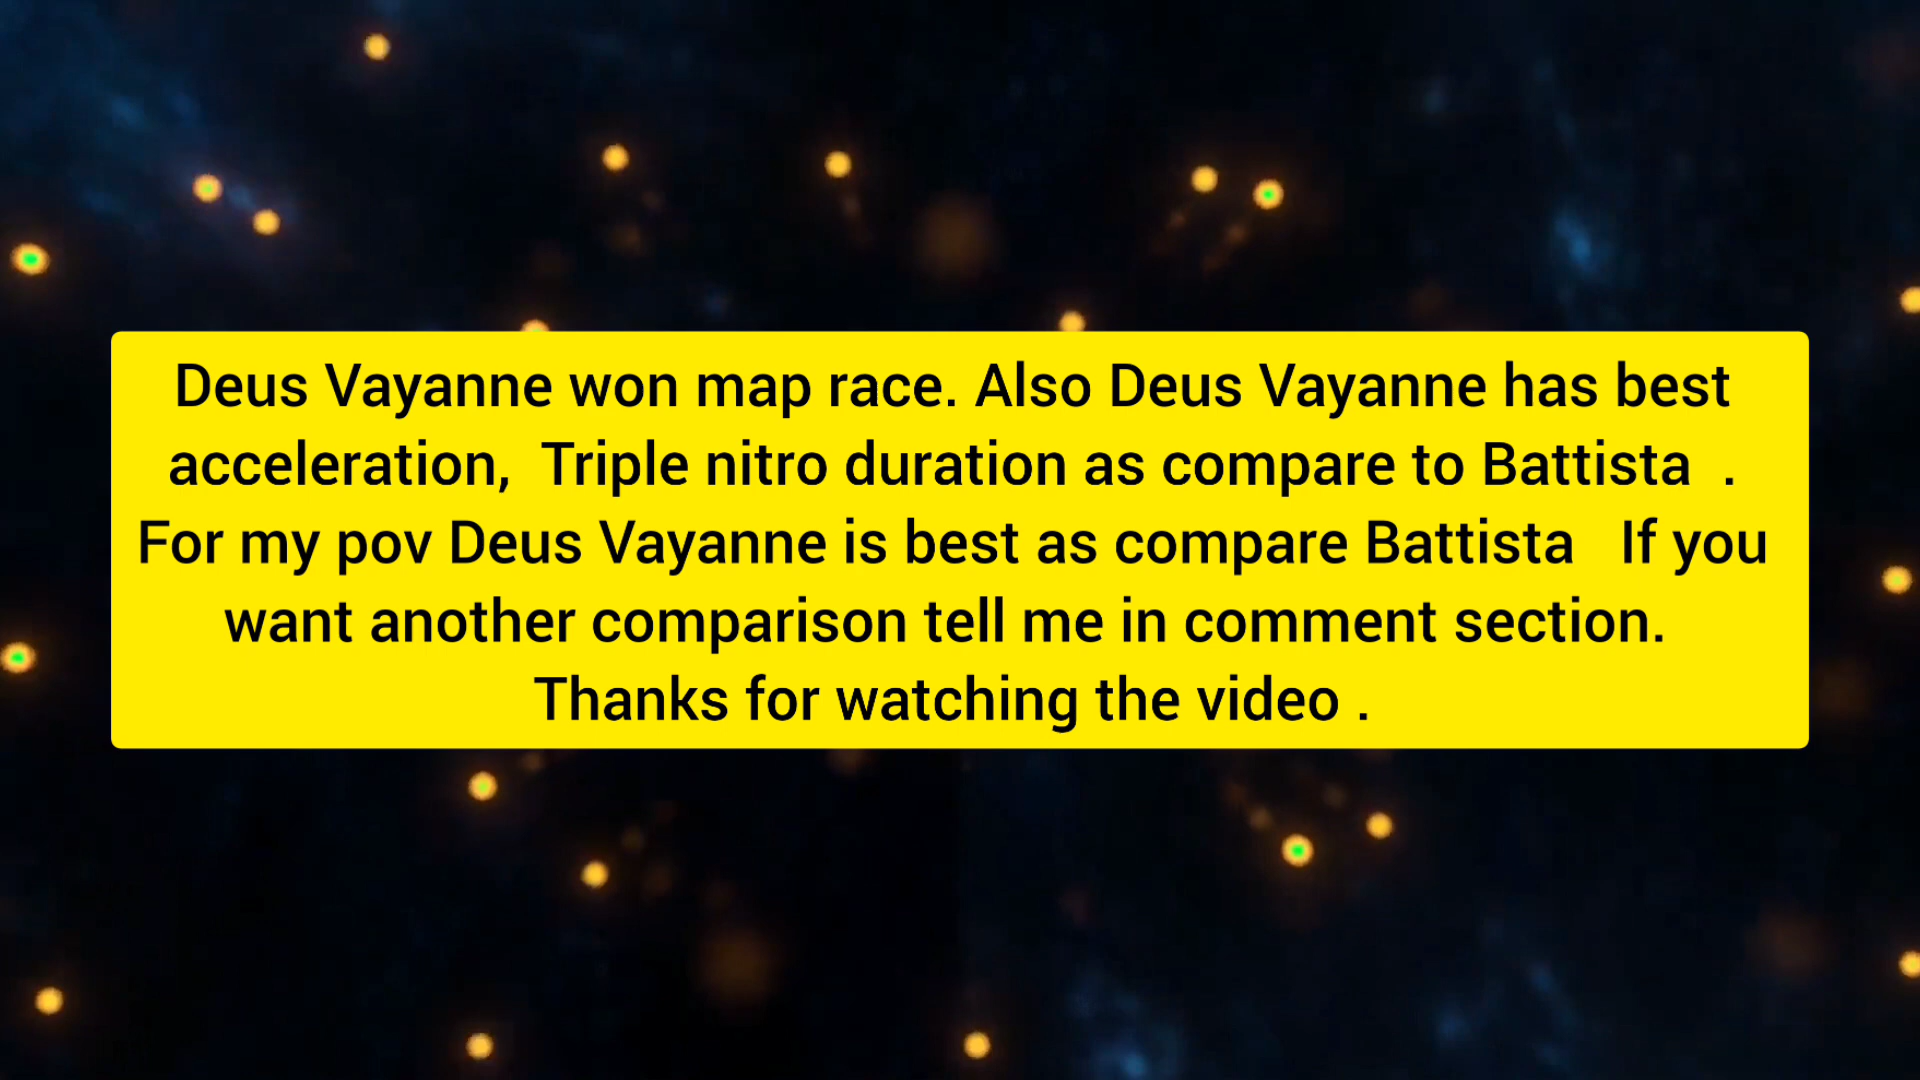 Deus Vayanne won map race. Also Deus Vayanne has best
acceleration,  Triple nitro duration as compare to Battista  .
For my pov Deus Vayanne is best as compare Battista   If you
want another comparison tell me in comment section.
Thanks for watching the video .